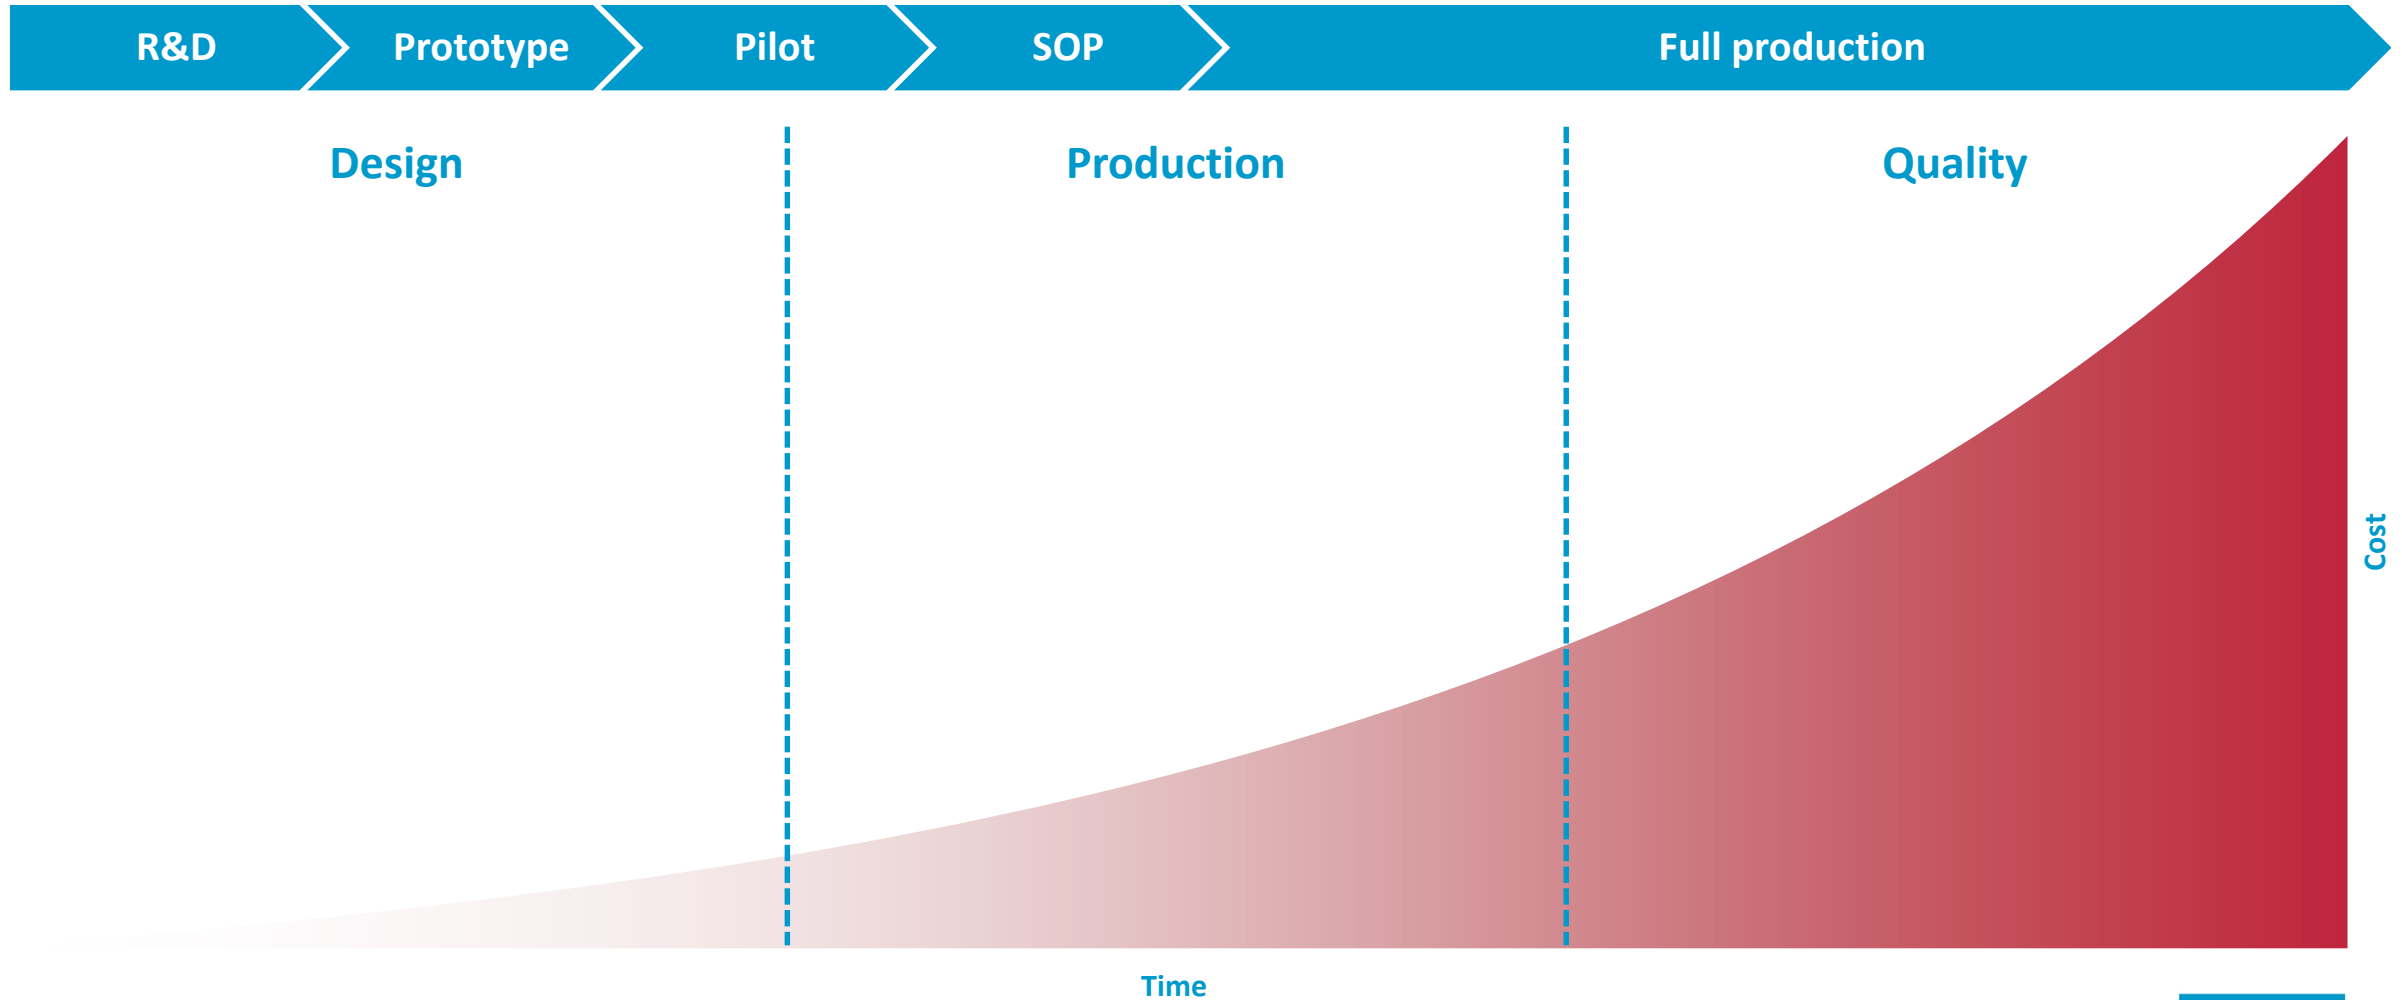 R&D Prototype Pilot SOP Full production
Design Production Quality
Cost
Time